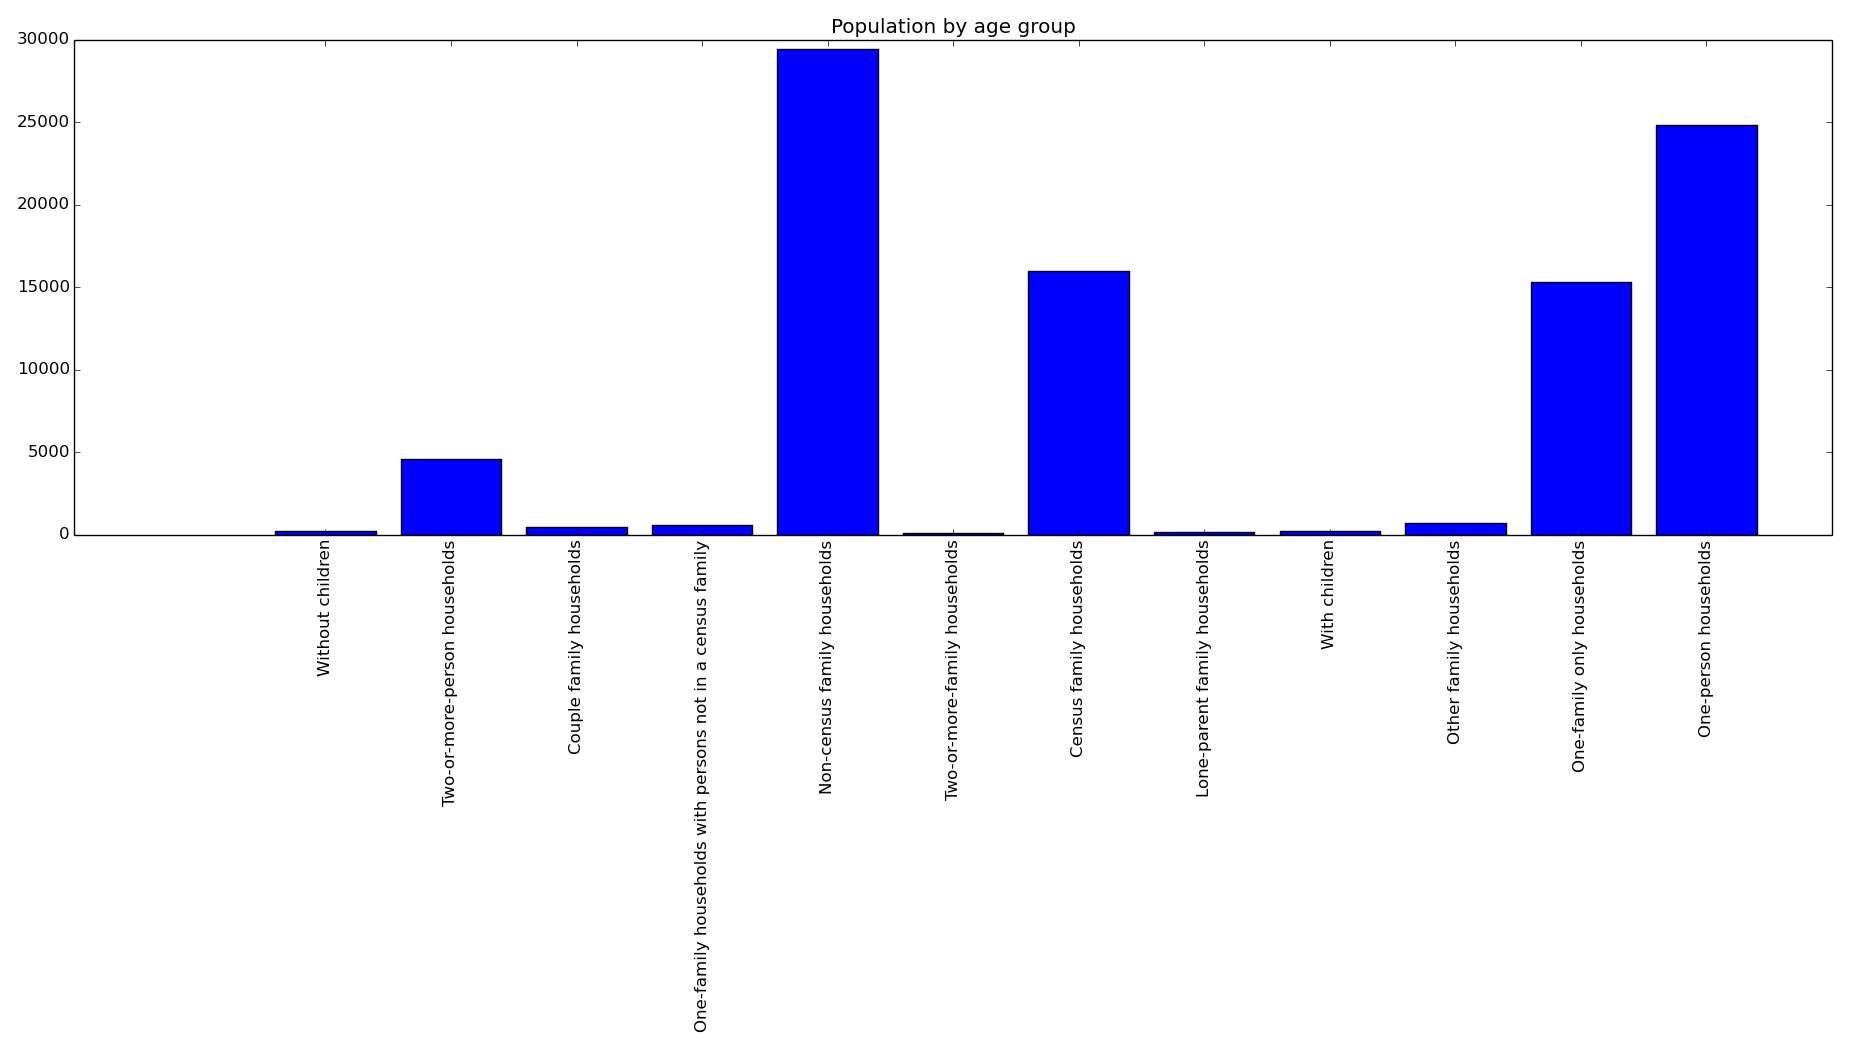 Population by age group
30000
25000
20000
15000
10000
5000
0
Without children
Two-or-more-person households
Couple family households
One-family households with persons not in a census family
Non-census family households
Two-or-more-family households
Census family households
Lone-parent family households
With children
Other family households
One-family only households
One-person households